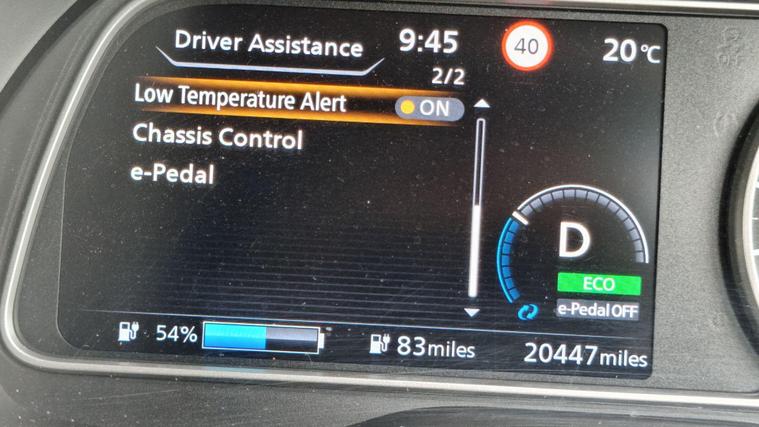 Driver Assistance 9:45 40 20°C
2/2
Low Temperature Alert ON
Chassis Control
e-Pedal
D
ECO
e-Pedal OFF
54% 83miles 20447miles